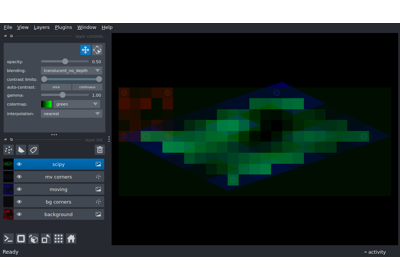 File View Layers Plugins Window Help
opacity: 0.50
blending: translucent_no_depth
contrast limits:
auto-contrast: once continuous
gamma: 1.00
colormap: green
interpolation: nearest
scipy
mv corners
moving
bg corners
background
Ready
activity